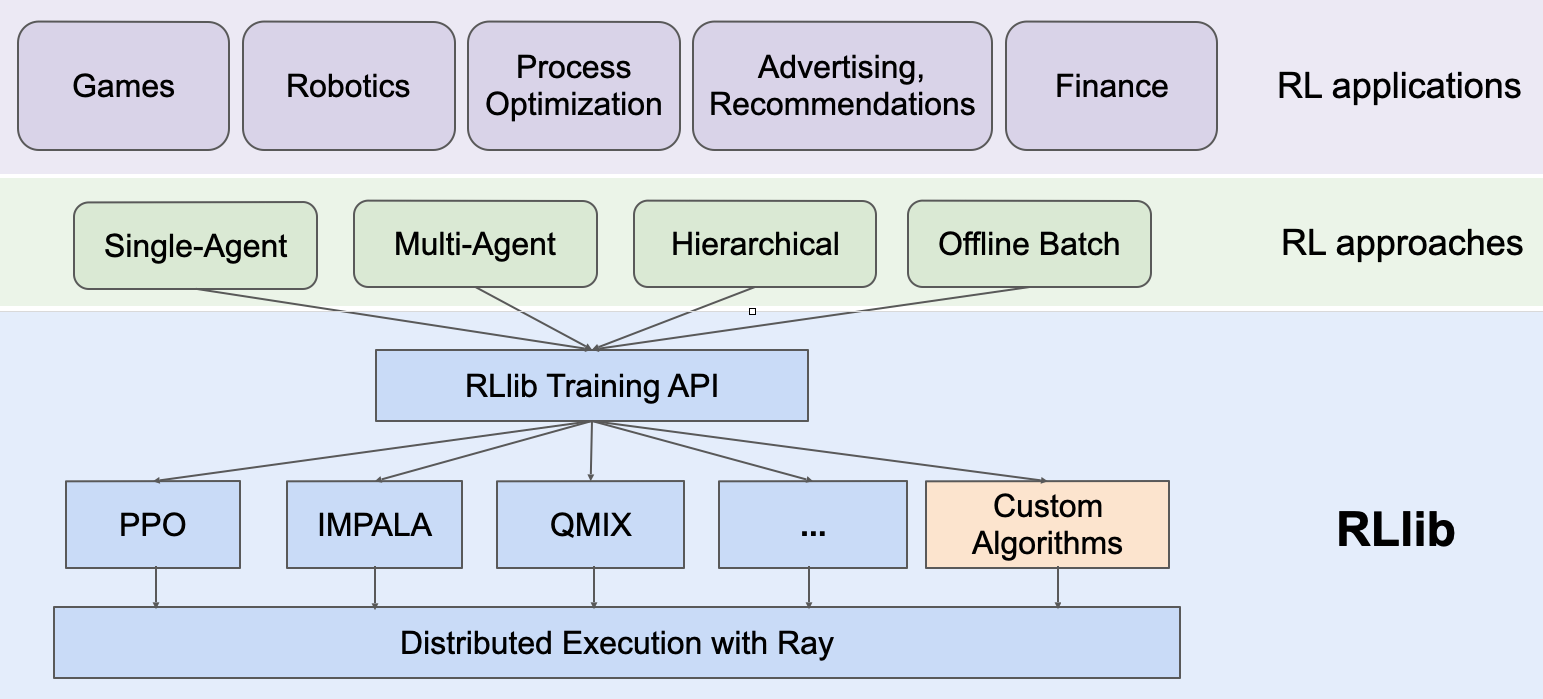 Games
Robotics
Process
Optimization
Advertising,
Recommendations
Finance
RL applications
Single-Agent
Multi-Agent
Hierarchical
Offline Batch
RL approaches
RLlib Training API
PPO
IMPALA
QMIX
...
Custom
Algorithms
RLlib
Distributed Execution with Ray